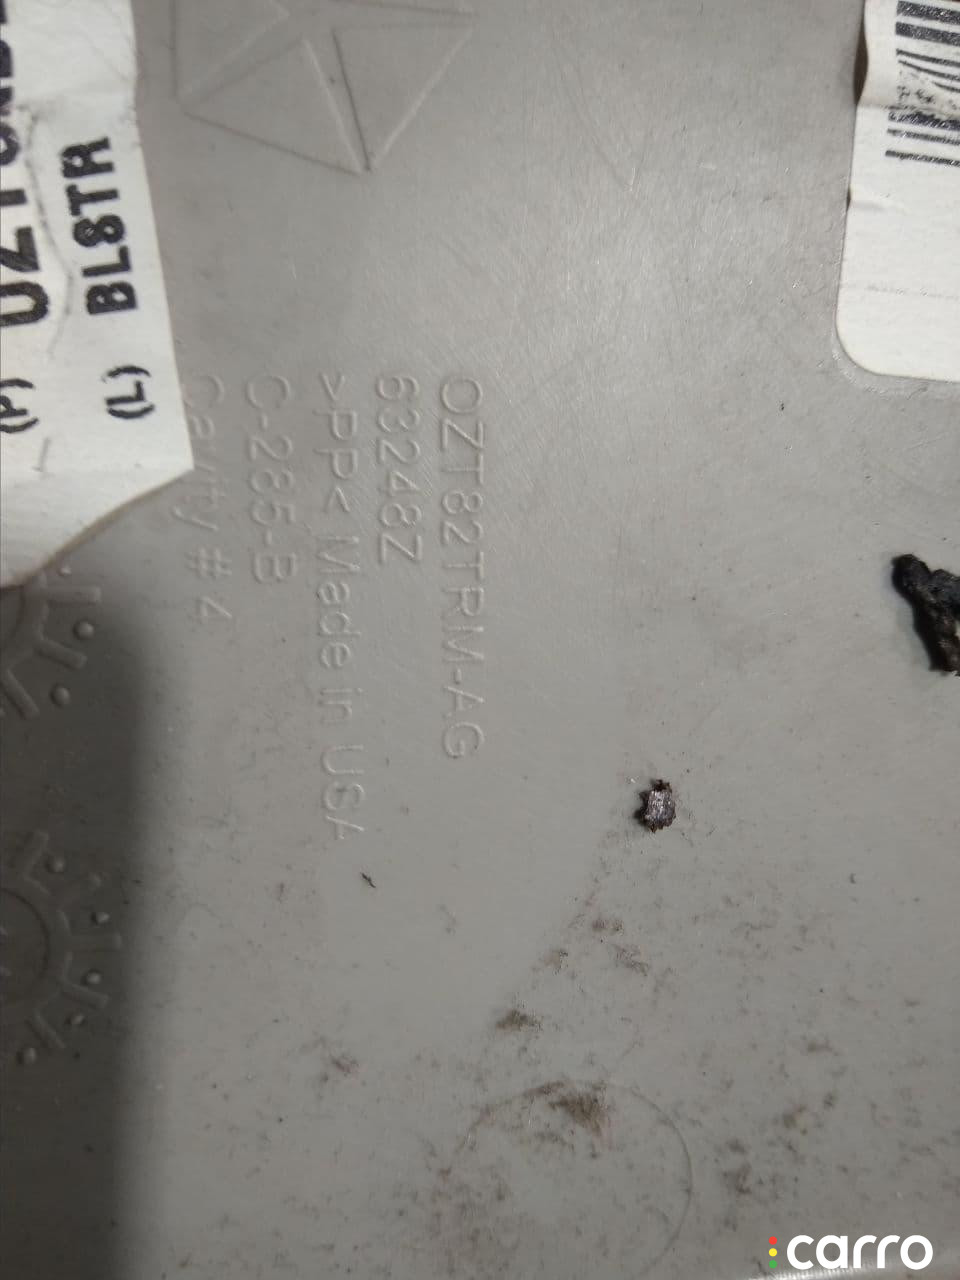 BL8TR
(L)
(P)
OZT82TRM-AG
63248Z
>PP< Made in USA
C-285-B
Cavity # 4
carro